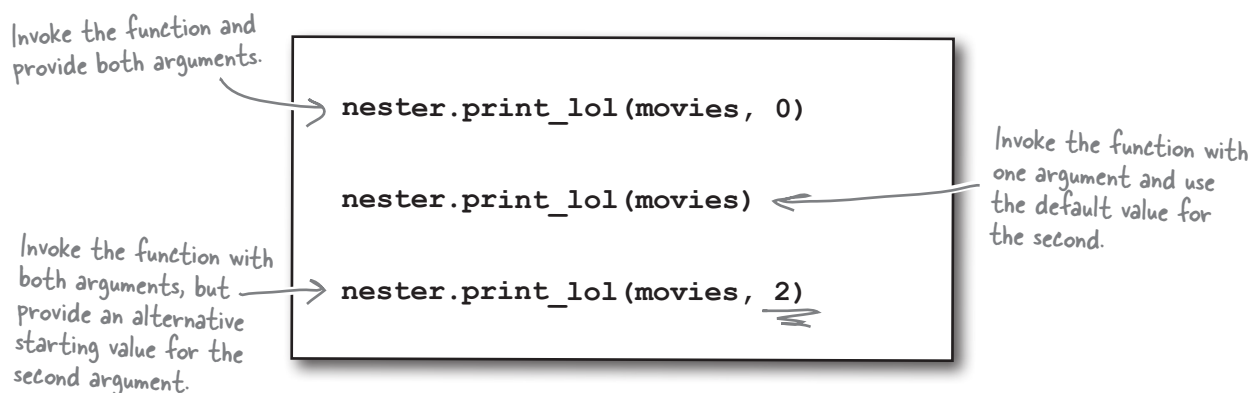 Invoke the function and
provide both arguments.
nester.print_lol(movies, 0)
nester.print_lol(movies)
Invoke the function with
one argument and use
the default value for
the second.
Invoke the function with
both arguments, but
provide an alternative
starting value for the
second argument.
nester.print_lol(movies, 2)